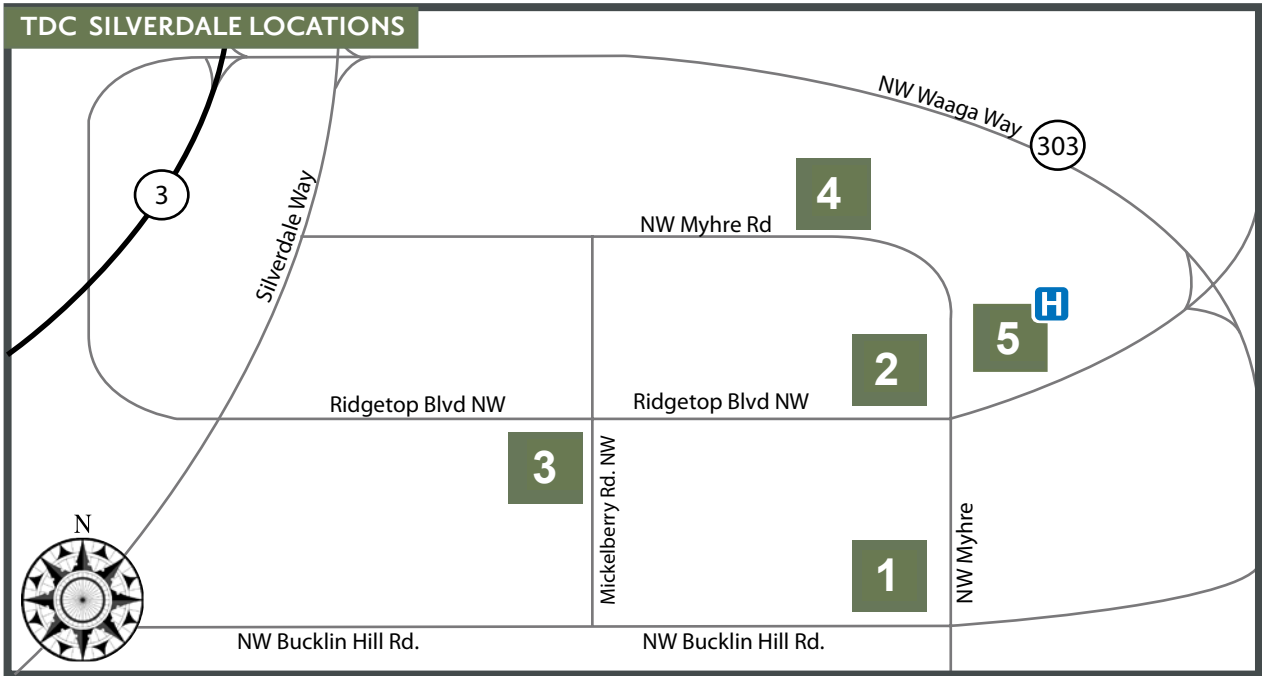 TDC SILVERDALE LOCATIONS
NW Waaga Way
303
3
4
Silverdale Way
NW Myhre Rd
H
5
2
Ridgetop Blvd NW
Ridgetop Blvd NW
3
Mickelberry Rd. NW
N
1
NW Myhre
NW Bucklin Hill Rd.
NW Bucklin Hill Rd.